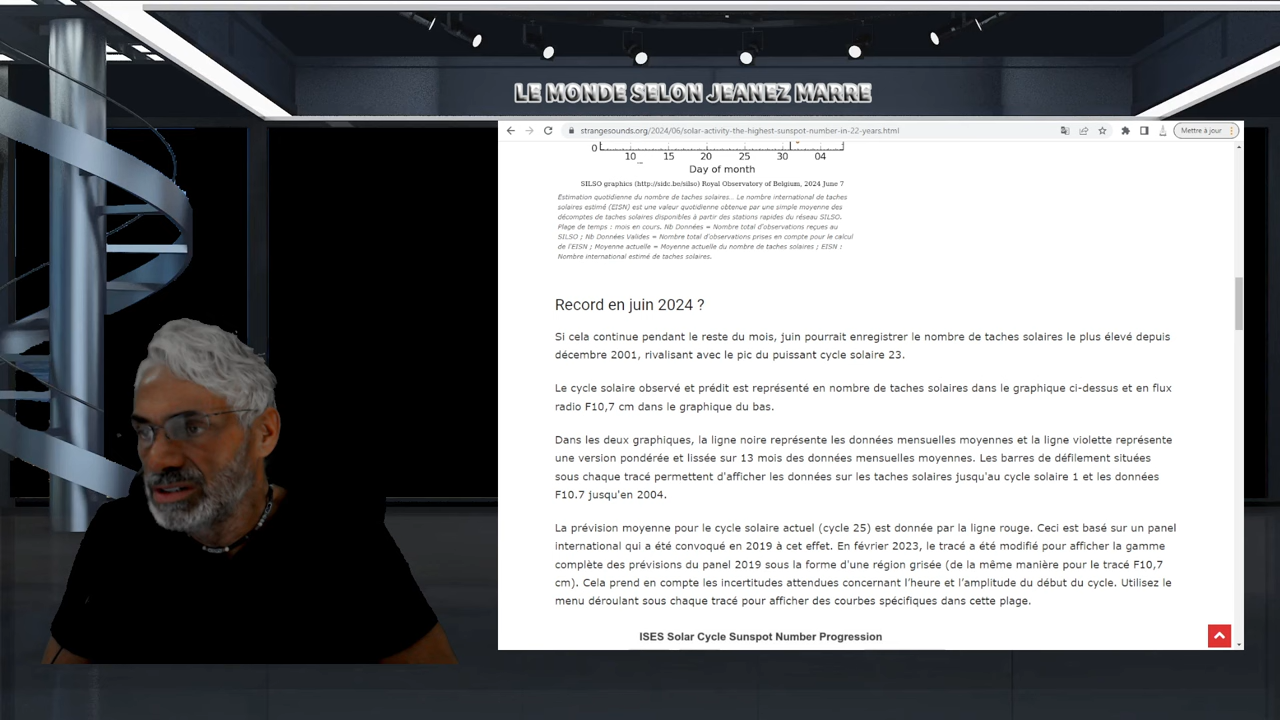 LE MONDE SELON JEANEZ MARRE
strangesounds.org/2024/06/solar-activity-the-highest-sunspot-number-in-22-years.html
Mettre à jour
0
10 15 20 25 30 04
Day of month
SILSO graphics (http://sidc.be/silso) Royal Observatory of Belgium, 2024 June 7
Estimation quotidienne du nombre de taches solaires.. Le nombre international de taches
solaires estimé (EISN) est une valeur quotidienne obtenue par une simple moyenne des
décomptes de taches solaires disponibles à partir des stations rapides du réseau SILSO.
Plage de temps : mois en cours. Nb Données = Nombre total d'observations reçues au
SILSO ; Nb Données Valides = Nombre total d'observations prises en compte pour le calcul
de l'EISN ; Moyenne actuelle = Moyenne actuelle du nombre de taches solaires ; EISN :
Nombre international estimé de taches solaires.
Record en juin 2024 ?
Si cela continue pendant le reste du mois, juin pourrait enregistrer le nombre de taches solaires le plus élevé depuis
décembre 2001, rivalisant avec le pic du puissant cycle solaire 23.
Le cycle solaire observé et prédit est représenté en nombre de taches solaires dans le graphique ci-dessus et en flux
radio F10,7 cm dans le graphique du bas.
Dans les deux graphiques, la ligne noire représente les données mensuelles moyennes et la ligne violette représente
une version pondérée et lissée sur 13 mois des données mensuelles moyennes. Les barres de défilement situées
sous chaque tracé permettent d'afficher les données sur les taches solaires jusqu'au cycle solaire 1 et les données
F10.7 jusqu'en 2004.
La prévision moyenne pour le cycle solaire actuel (cycle 25) est donnée par la ligne rouge. Ceci est basé sur un panel
international qui a été convoqué en 2019 à cet effet. En février 2023, le tracé a été modifié pour afficher la gamme
complète des prévisions du panel 2019 sous la forme d'une région grisée (de la même manière pour le tracé F10,7
cm). Cela prend en compte les incertitudes attendues concernant l'heure et l'amplitude du début du cycle. Utilisez le
menu déroulant sous chaque tracé pour afficher des courbes spécifiques dans cette plage.
ISES Solar Cycle Sunspot Number Progression